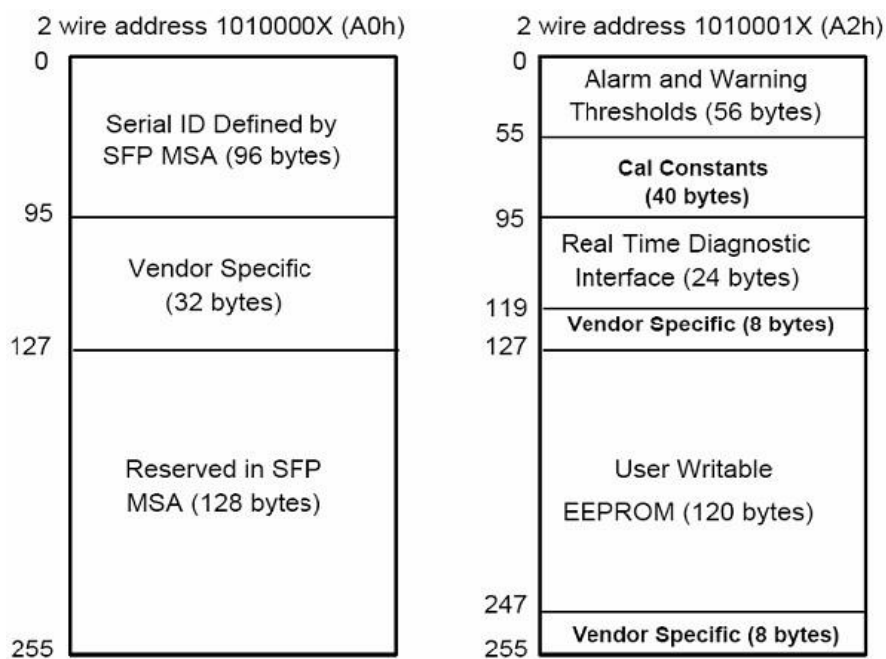 2 wire address 1010000X (A0h)
0
Serial ID Defined by
SFP MSA (96 bytes)
95
Vendor Specific
(32 bytes)
127
Reserved in SFP
MSA (128 bytes)
255
2 wire address 1010001X (A2h)
0
Alarm and Warning
Thresholds (56 bytes)
55
Cal Constants
(40 bytes)
95
Real Time Diagnostic
Interface (24 bytes)
119
Vendor Specific (8 bytes)
127
User Writable
EEPROM (120 bytes)
247
Vendor Specific (8 bytes)
255